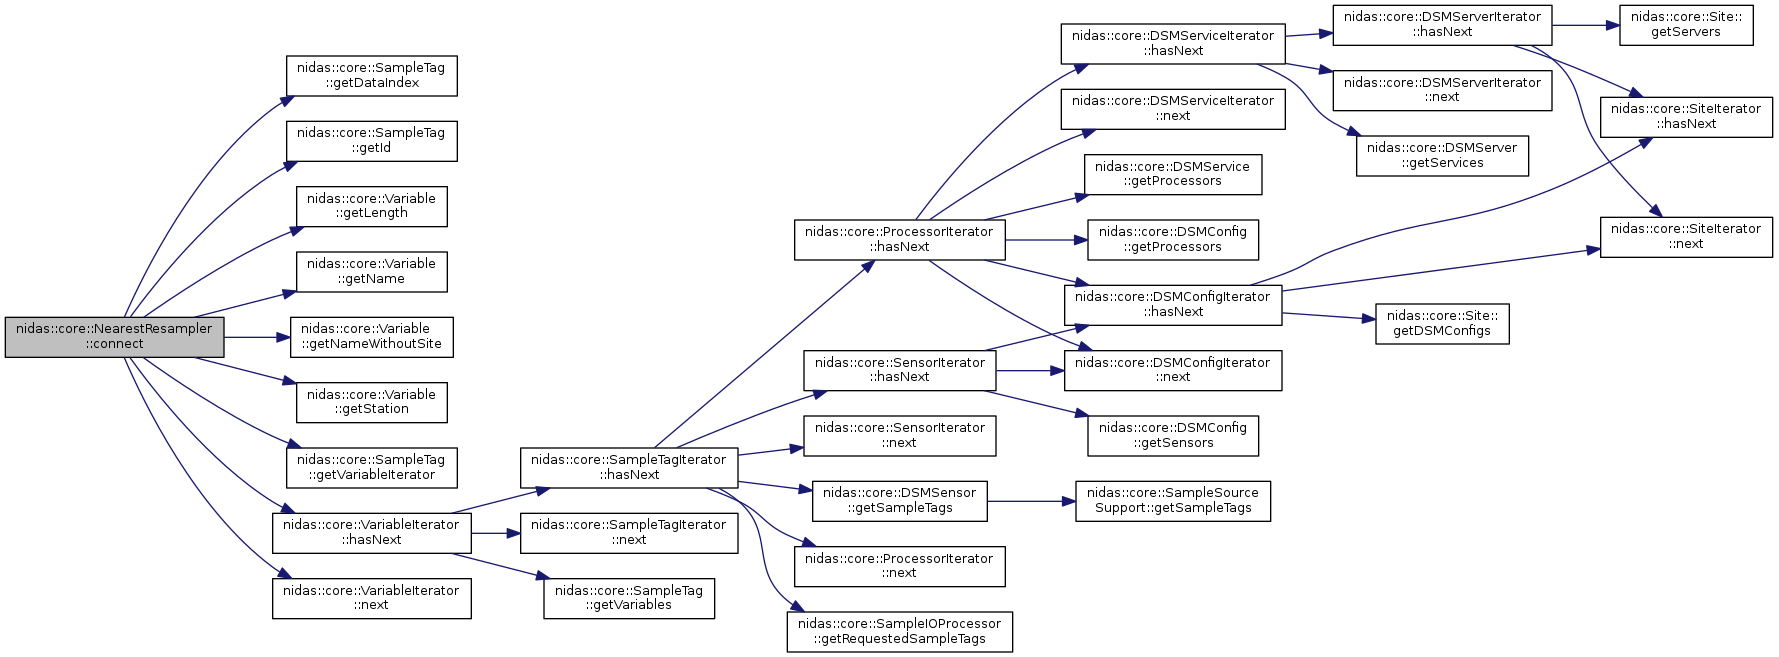 nidas::core::NearestResampler
::connect
nidas::core::SampleTag
::getDataIndex
nidas::core::SampleTag
::getId
nidas::core::Variable
::getLength
nidas::core::Variable
::getName
nidas::core::Variable
::getNameWithoutSite
nidas::core::Variable
::getStation
nidas::core::SampleTag
::getVariableIterator
nidas::core::VariableIterator
::hasNext
nidas::core::VariableIterator
::next
nidas::core::SampleTagIterator
::hasNext
nidas::core::SampleTagIterator
::next
nidas::core::SampleTag
::getVariables
nidas::core::ProcessorIterator
::hasNext
nidas::core::SensorIterator
::hasNext
nidas::core::SensorIterator
::next
nidas::core::DSMSensor
::getSampleTags
nidas::core::ProcessorIterator
::next
nidas::core::SampleIOProcessor
::getRequestedSampleTags
nidas::core::DSMServiceIterator
::hasNext
nidas::core::DSMServiceIterator
::next
nidas::core::DSMService
::getProcessors
nidas::core::DSMConfig
::getProcessors
nidas::core::DSMConfigIterator
::hasNext
nidas::core::DSMConfigIterator
::next
nidas::core::DSMConfig
::getSensors
nidas::core::SampleSource
Support::getSampleTags
nidas::core::DSMServerIterator
::hasNext
nidas::core::DSMServerIterator
::next
nidas::core::DSMServer
::getServices
nidas::core::Site::
getDSMConfigs
nidas::core::Site::
getServers
nidas::core::SiteIterator
::hasNext
nidas::core::SiteIterator
::next